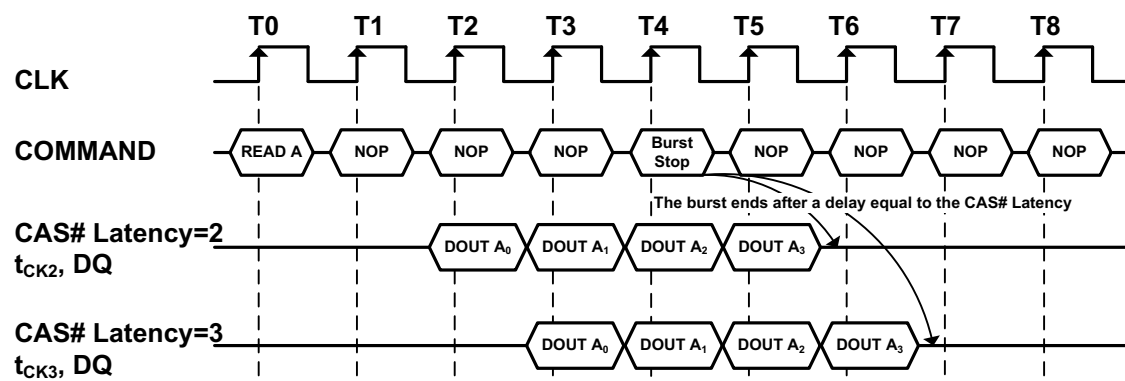 T0 T1 T2 T3 T4 T5 T6 T7 T8
CLK
COMMAND READ A NOP NOP NOP Burst Stop NOP NOP NOP NOP
The burst ends after a delay equal to the CAS# Latency
CAS# Latency=2
tCK2, DQ DOUT A0 DOUT A1 DOUT A2 DOUT A3
CAS# Latency=3
tCK3, DQ DOUT A0 DOUT A1 DOUT A2 DOUT A3